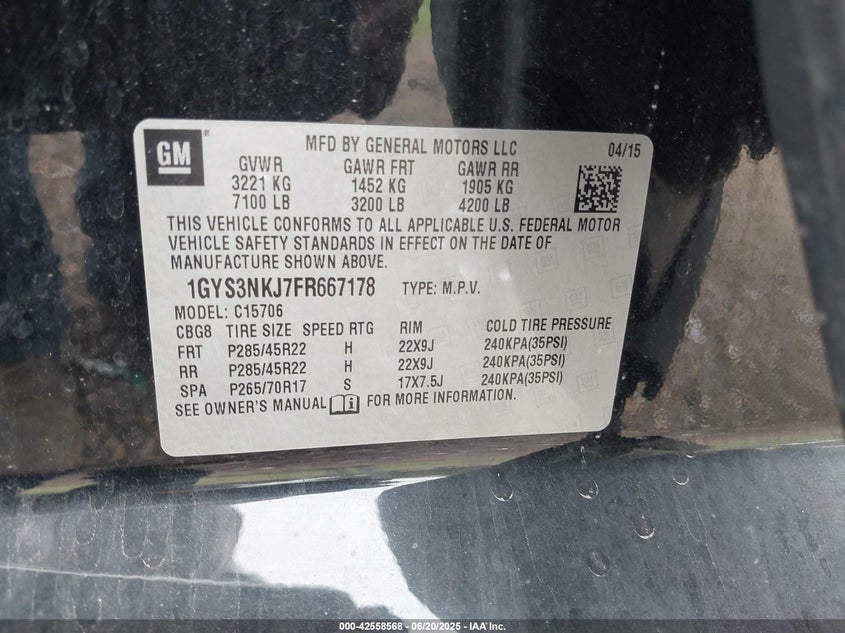 GM
®
MFD BY GENERAL MOTORS LLC
04/15
GVWR GAWR FRT GAWR RR
3221 KG 1452 KG 1905 KG
7100 LB 3200 LB 4200 LB
THIS VEHICLE CONFORMS TO ALL APPLICABLE U.S. FEDERAL MOTOR
VEHICLE SAFETY STANDARDS IN EFFECT ON THE DATE OF
MANUFACTURE SHOWN ABOVE.
1GYS3NKJ7FR667178 TYPE: M.P.V.
MODEL: C15706
CBG8 TIRE SIZE SPEED RTG RIM COLD TIRE PRESSURE
FRT P285/45R22 H 22X9J 240KPA(35PSI)
RR P285/45R22 H 22X9J 240KPA(35PSI)
SPA P265/70R17 S 17X7.5J 240KPA(35PSI)
SEE OWNER'S MANUAL FOR MORE INFORMATION.
000-42558568 - 06/20/2025 - IAA Inc.